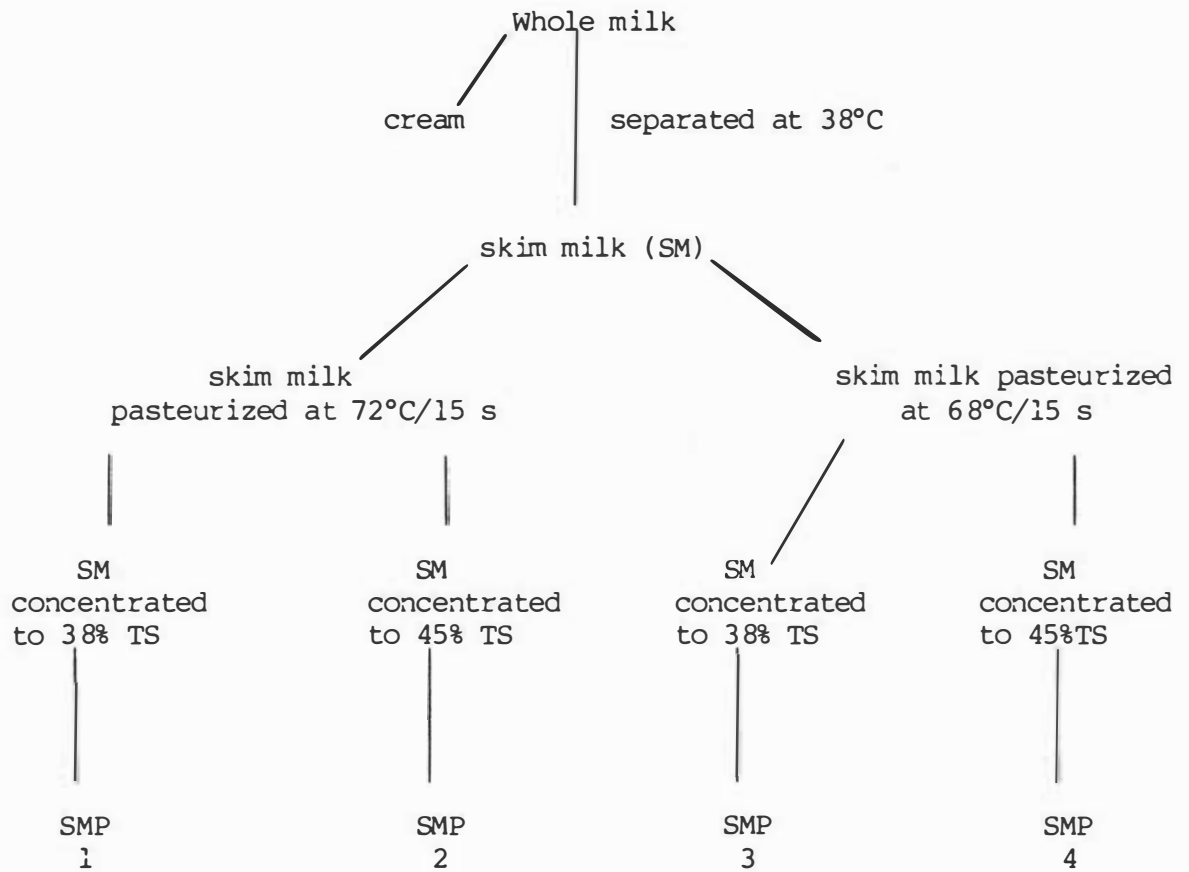 Whole milk
cream
separated at 38°C
skim milk (SM)
skim milk
pasteurized at 72°C/15 s
skim milk pasteurized
at 68°C/15 s
SM
concentrated
to 38% TS
SM
concentrated
to 45% TS
SM
concentrated
to 38% TS
SM
concentrated
to 45%TS
SMP
1
SMP
2
SMP
3
SMP
4